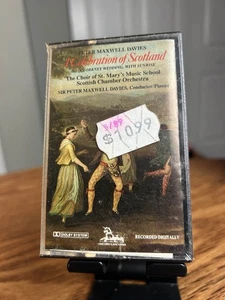 PETER MAXWELL DAVIES
A Celebration of Scotland
ORKNEY WEDDING, WITH SUNRISE
The Choir of St. Mary's Music School
Scottish Chamber Orchestra
SIR PETER MAXWELL DAVIES, Conductor/Pianist
$10.99
DOLBY SYSTEM
RECORDED DIGITALLY